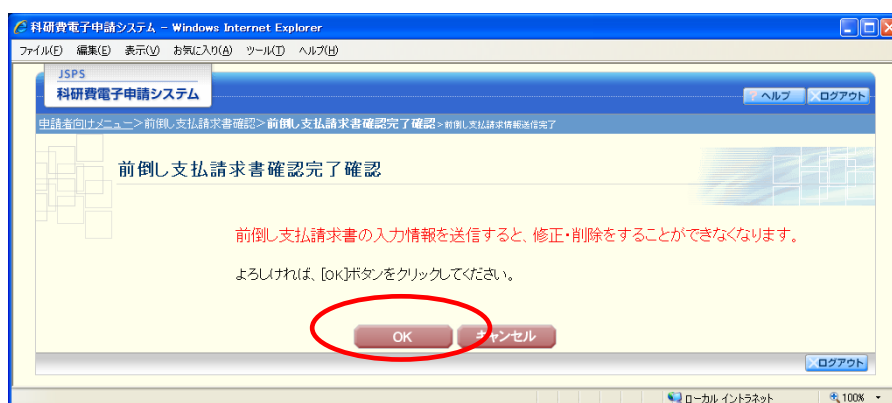 科研費電子申請システム - Windows Internet Explorer
ファイル(F) 編集(E) 表示(V) お気に入り(A) ツール(T) ヘルプ(H)
JSPS
科研費電子申請システム
? ヘルプ ×ログアウト
申請者向けメニュー>前倒し支払請求書確認>前倒し支払請求書確認完了確認>前倒し支払請求情報送信完了
前倒し支払請求書確認完了確認
前倒し支払請求書の入力情報を送信すると、修正・削除をすることができなくなります。
よろしければ、[OK]ボタンをクリックしてください。
OK キャンセル
×ログアウト
ローカル イントラネット 100%